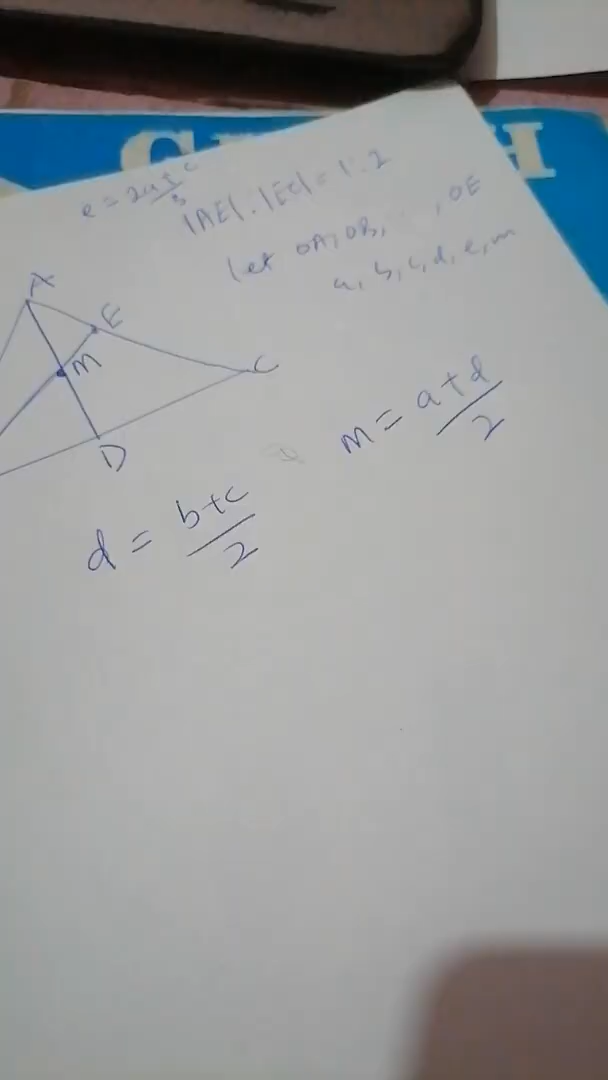 e = 2a+c/3
|AE|:|EC| = 1:2
let OA, OB, ..., OE
a, b, c, d, e, m
A
E
M
C
D
m = a+d/2
d = b+c/2